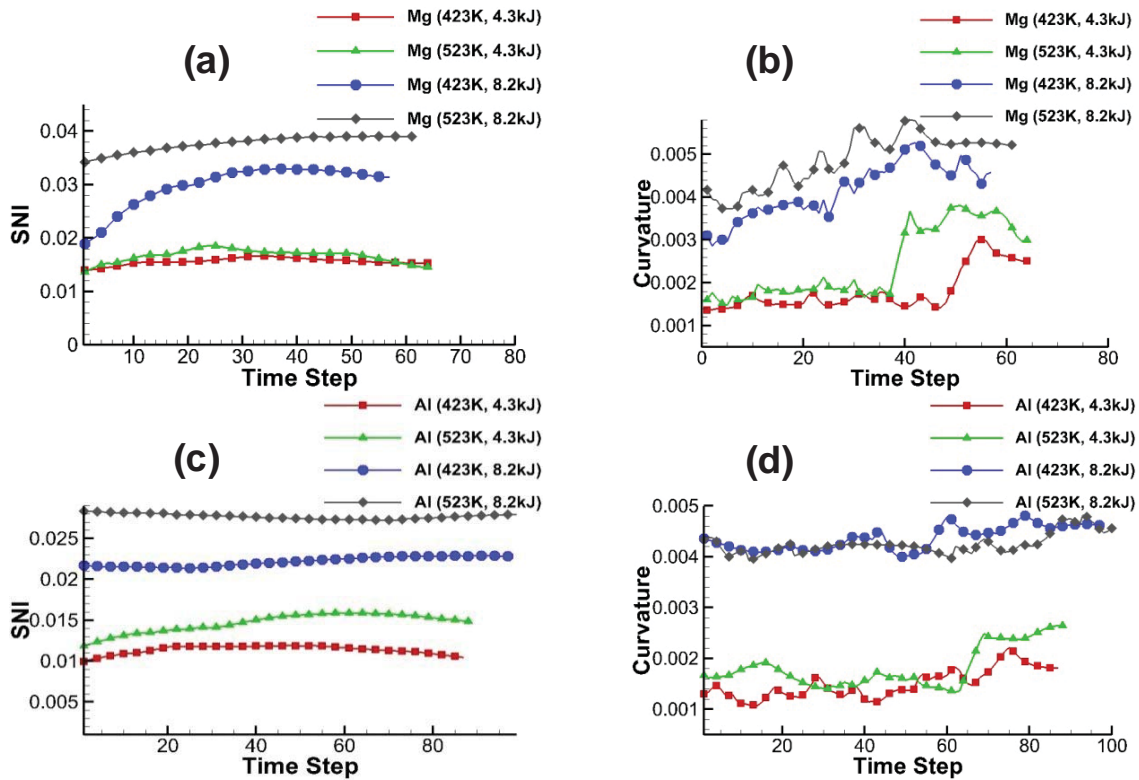 (a)
Mg (423K, 4.3kJ)
Mg (523K, 4.3kJ)
Mg (423K, 8.2kJ)
Mg (523K, 8.2kJ)
SNI
0.04
0.03
0.02
0.01
0
0 10 20 30 40 50 60 70 80
Time Step
(b)
Mg (423K, 4.3kJ)
Mg (523K, 4.3kJ)
Mg (423K, 8.2kJ)
Mg (523K, 8.2kJ)
Curvature
0.005
0.004
0.003
0.002
0.001
0 20 40 60 80
Time Step
(c)
Al (423K, 4.3kJ)
Al (523K, 4.3kJ)
Al (423K, 8.2kJ)
Al (523K, 8.2kJ)
SNI
0.025
0.02
0.015
0.01
0.005
20 40 60 80
Time Step
(d)
Al (423K, 4.3kJ)
Al (523K, 4.3kJ)
Al (423K, 8.2kJ)
Al (523K, 8.2kJ)
Curvature
0.005
0.004
0.003
0.002
0.001
20 40 60 80 100
Time Step